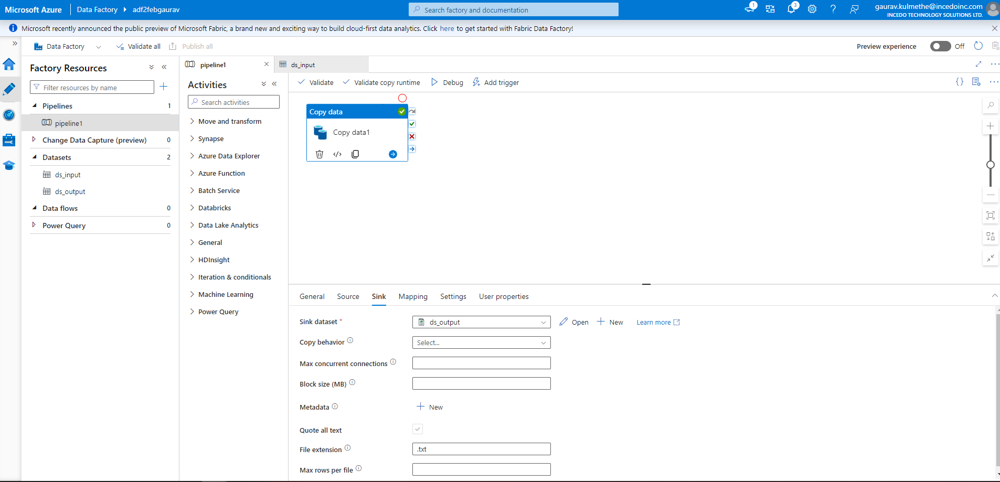 Microsoft Azure Data Factory adf2febgaurav
Search factory and documentation
1
3
gaurav.kulmethe@incedoinc.com
INCEDO TECHNOLOGY SOLUTIONS LTD.
Microsoft recently announced the public preview of Microsoft Fabric, a brand new and exciting way to build cloud-first data analytics. Click here to get started with Fabric Data Factory!
Data Factory Validate all Publish all
Preview experience Off
Factory Resources
Filter resources by name
Pipelines 1
pipeline1
Change Data Capture (preview) 0
Datasets 2
ds_input
ds_output
Data flows 0
Power Query 0
pipeline1
ds_input
Activities
Search activities
Move and transform
Synapse
Azure Data Explorer
Azure Function
Batch Service
Databricks
Data Lake Analytics
General
HDInsight
Iteration & conditionals
Machine Learning
Power Query
Validate Validate copy runtime Debug Add trigger
Copy data
Copy data1
General Source Sink Mapping Settings User properties
Sink dataset * ds_output Open New Learn more
Copy behavior Select...
Max concurrent connections
Block size (MB)
Metadata New
Quote all text
File extension .txt
Max rows per file